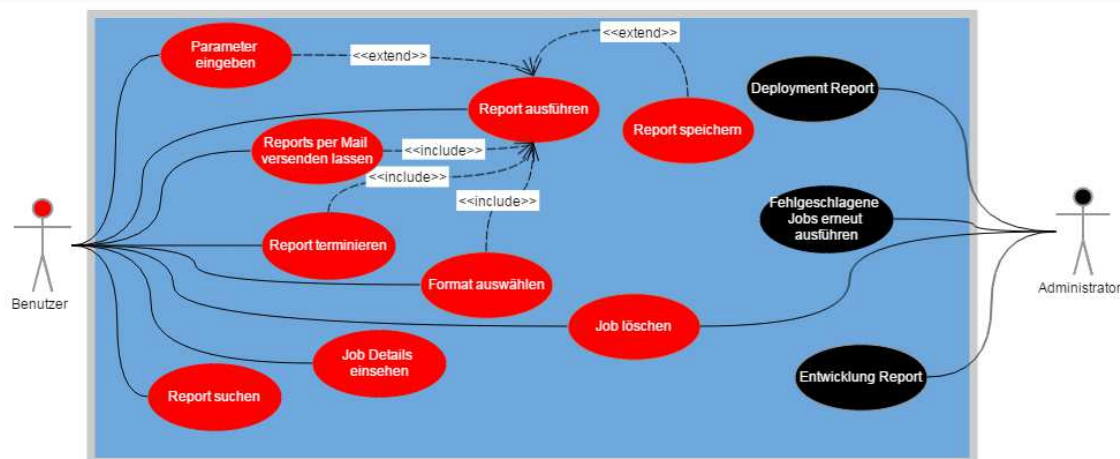 Parameter
eingeben
<<extend>>
<<extend>>
Report ausführen
Report speichern
Deployment Report
Reports per Mail
versenden lassen
<<include>>
<<include>>
<<include>>
Fehlgeschlagene
Jobs erneut
ausführen
Report terminieren
Format auswählen
Benutzer
Administrator
Job löschen
Job Details
einsehen
Entwicklung Report
Report suchen